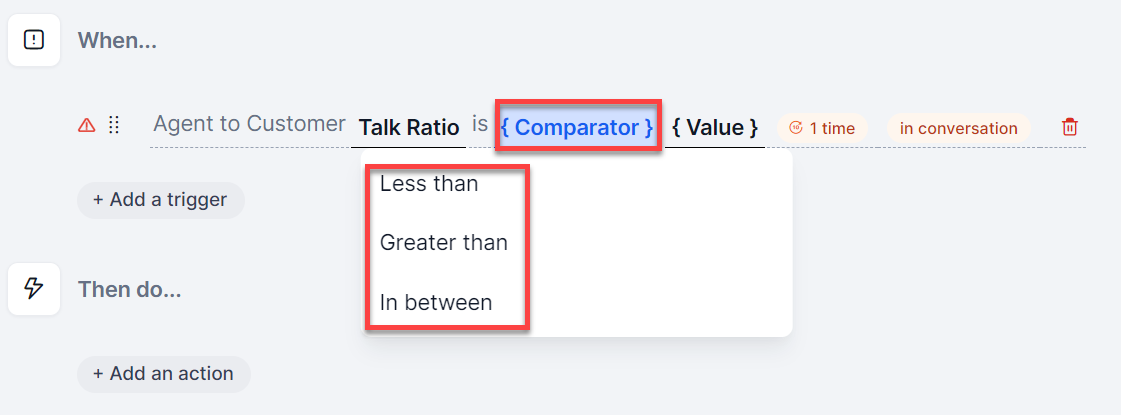 When...
Agent to Customer Talk Ratio is { Comparator } { Value } 1 time in conversation
Less than
+ Add a trigger
Greater than
Then do...
In between
+ Add an action